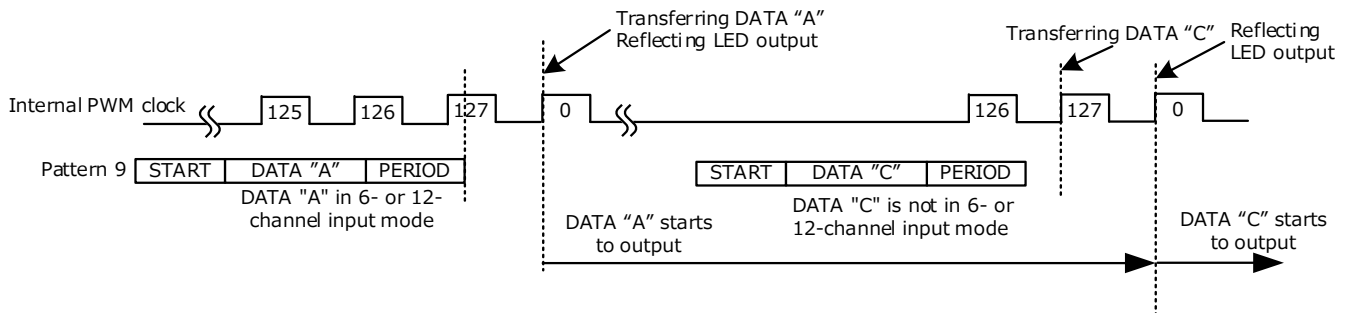 Transferring DATA “A”
Reflecting LED output
Transferring DATA “C”
Reflecting
LED output
Internal PWM clock
125
126
127
0
126
127
0
Pattern 9
START
DATA ”A”
PERIOD
START
DATA ”C”
PERIOD
DATA "A" in 6- or 12-
channel input mode
DATA "C" is not in 6- or
12-channel input mode
DATA “A” starts
to output
DATA “C” starts
to output